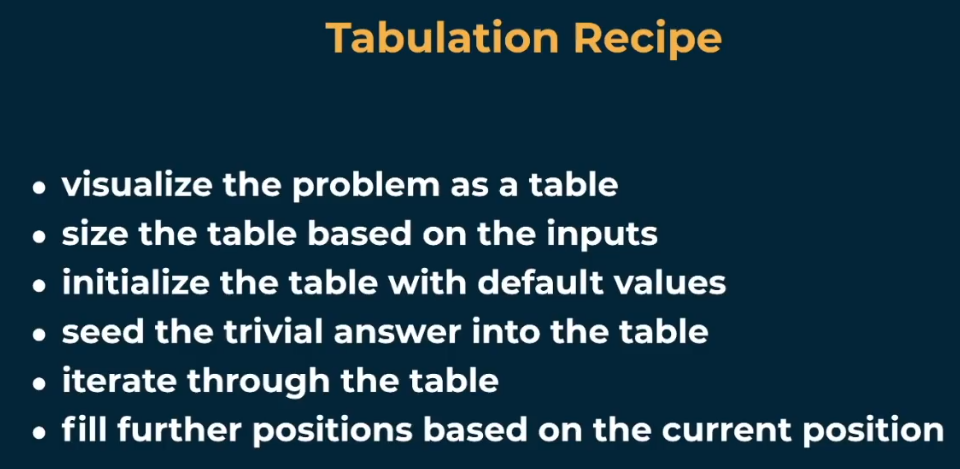 Tabulation Recipe
• visualize the problem as a table
• size the table based on the inputs
• initialize the table with default values
• seed the trivial answer into the table
• iterate through the table
• fill further positions based on the current position